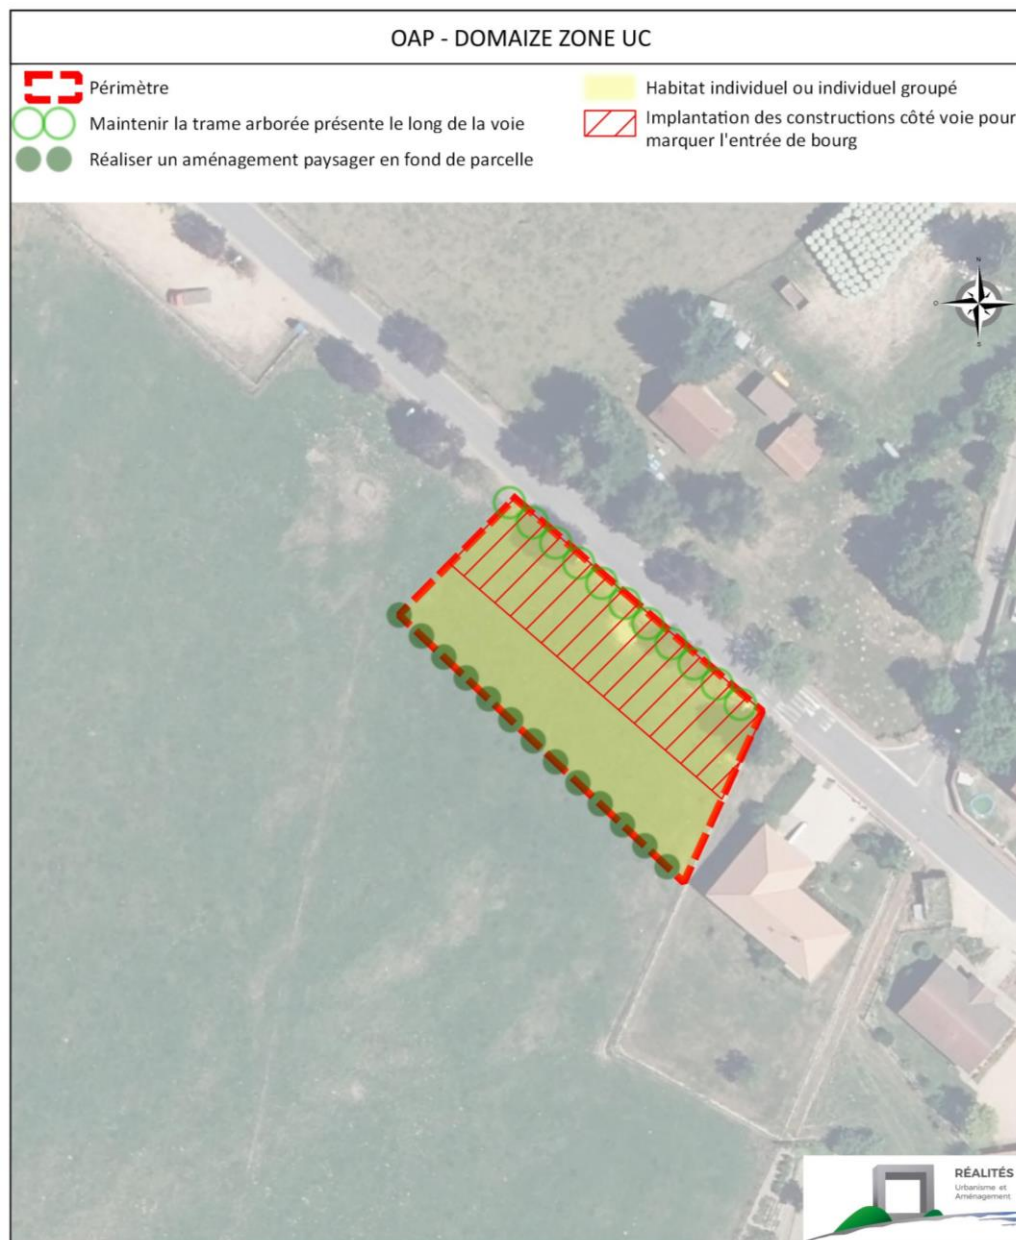 OAP - DOMAIZE ZONE UC
Périmètre
Maintenir la trame arborée présente le long de la voie
Réaliser un aménagement paysager en fond de parcelle
Habitat individuel ou individuel groupé
Implantation des constructions côté voie pour
marquer l'entrée de bourg
N
O
S
RÉALITÉS
Urbanisme et
Aménagement